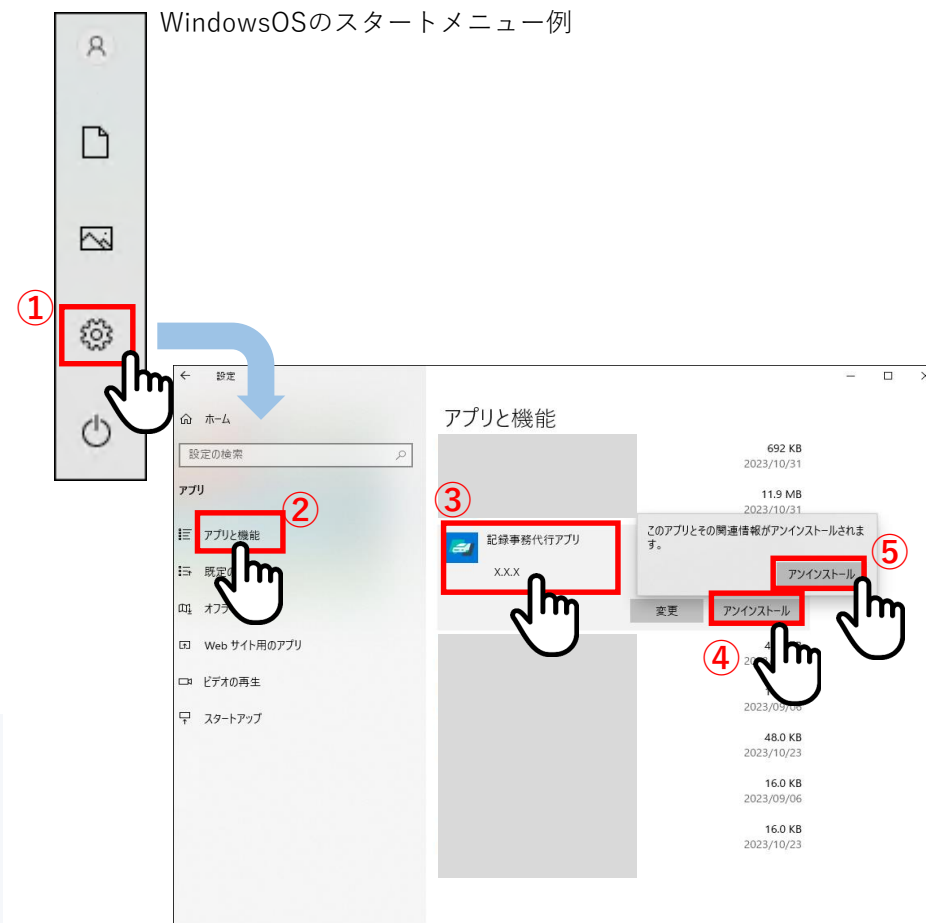 WindowsOSのスタートメニュー例
①
設定
ホーム
設定の検索
アプリ
②
アプリと機能
既定の
オフラ
Web サイト用のアプリ
ビデオの再生
スタートアップ
アプリと機能
692 KB
2023/10/31
11.9 MB
2023/10/31
③
記録事務代行アプリ
X.X.X
このアプリとその関連情報がアンインストールされま
す。
⑤
アンインストール
変更
アンインストール
④
2023/09/06
48.0 KB
2023/10/23
16.0 KB
2023/09/06
16.0 KB
2023/10/23